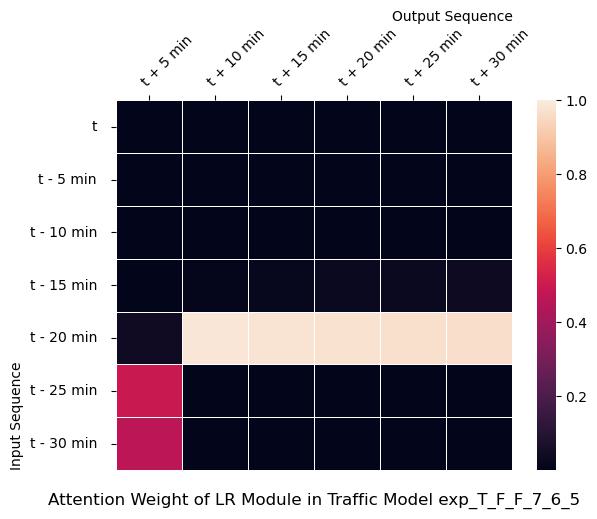 Output Sequence
t + 5 min
t + 10 min
t + 15 min
t + 20 min
t + 25 min
t + 30 min
t
t - 5 min
t - 10 min
t - 15 min
t - 20 min
t - 25 min
t - 30 min
Input Sequence
1.0
0.8
0.6
0.4
0.2
Attention Weight of LR Module in Traffic Model exp_T_F_F_7_6_5